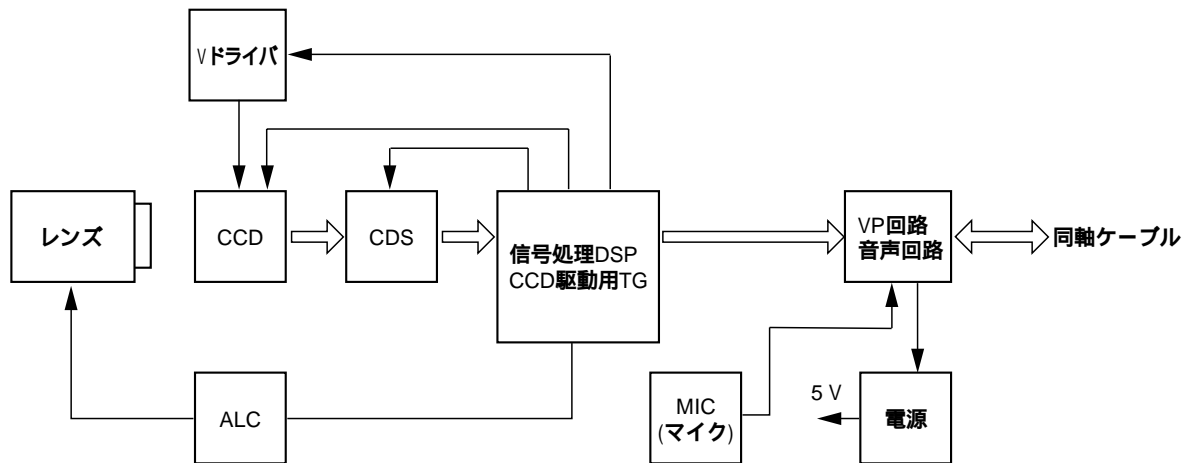 Vドライバ
レンズ
CCD
CDS
信号処理DSP
CCD駆動用TG
VP回路
音声回路
同軸ケーブル
ALC
MIC
(マイク)
5 V
電源